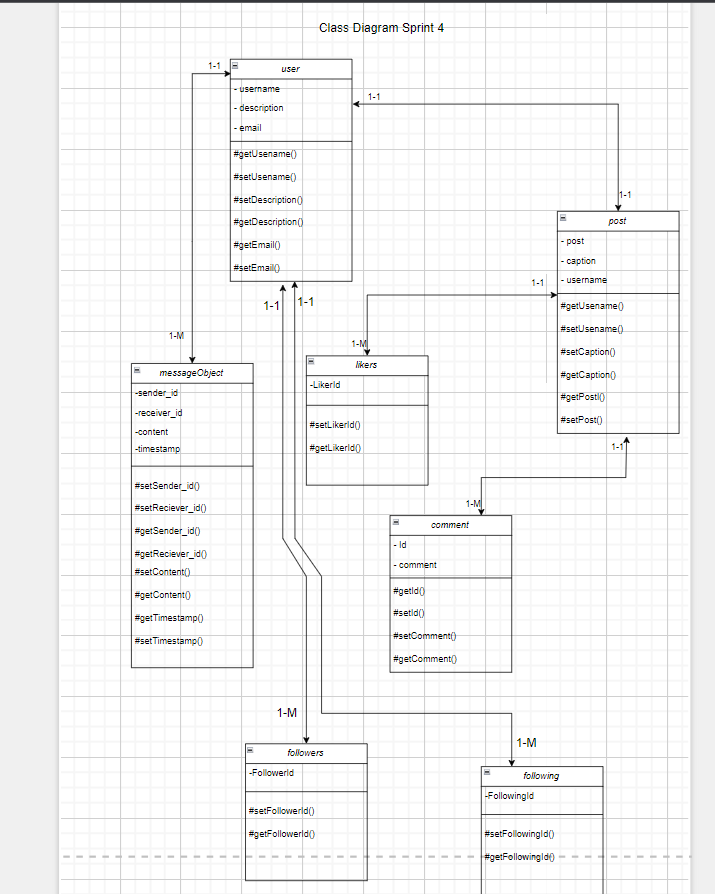 Class Diagram Sprint 4
1-1
user
- username
- description
- email
#getUsename()
#setUsename()
#setDescription()
#getDescription()
#getEmail()
#setEmail()
1-1
1-1
post
- post
- caption
- username
#getUsename()
#setUsename()
#setCaption()
#getCaption()
#getPostl()
#setPost()
1-1
1-1
1-1
1-M
1-M
messageObject
-sender_id
-receiver_id
-content
-timestamp
#setSender_id()
#setReciever_id()
#getSender_id()
#getReciever_id()
#setContent()
#getContent()
#getTimestamp()
#setTimestamp()
likers
-LikerId
#setLikerId()
#getLikerId()
1-1
1-M
comment
- Id
- comment
#getId()
#setId()
#setComment()
#getComment()
1-M
followers
-FollowerId
#setFollowerId()
#getFollowerId()
1-M
following
-FollowingId
#setFollowingId()
#getFollowingId()